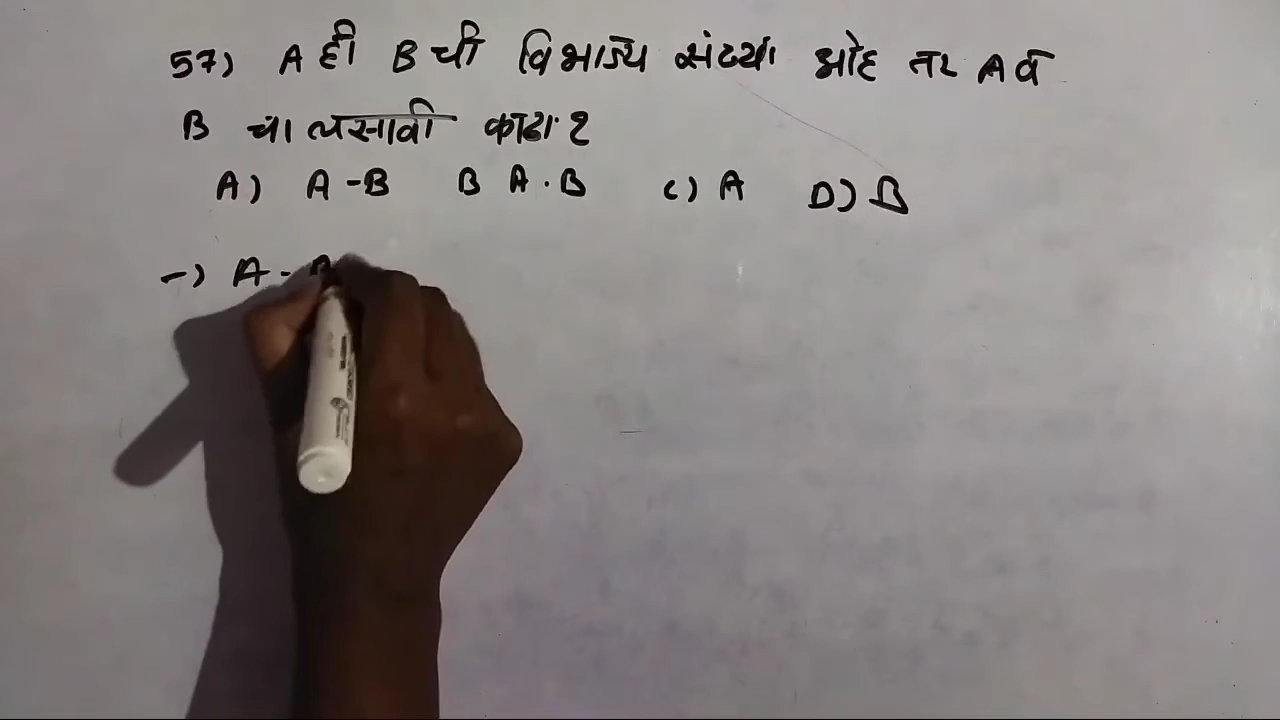 57) A ही B ची विभाज्य संख्या आहे तर A व
B चा लसावी काढा ?
A) A-B B A.B C) A D) B
→ A -